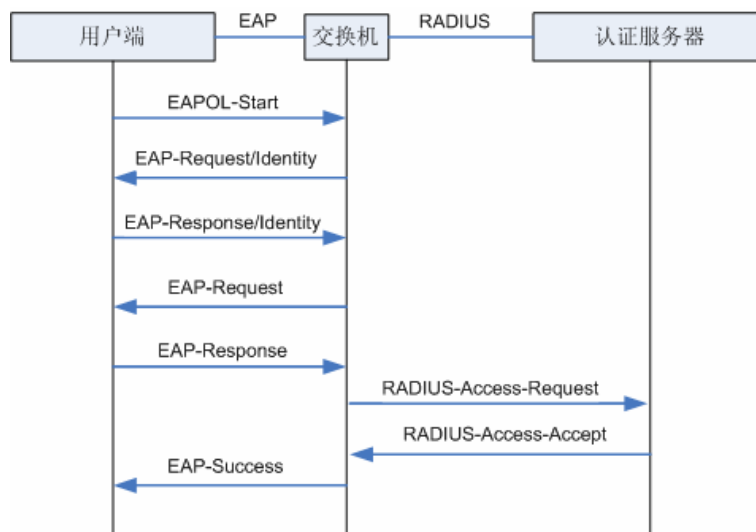 用户端
EAP
交换机
RADIUS
认证服务器
EAPOL-Start
EAP-Request/Identity
EAP-Response/Identity
EAP-Request
EAP-Response
RADIUS-Access-Request
RADIUS-Access-Accept
EAP-Success